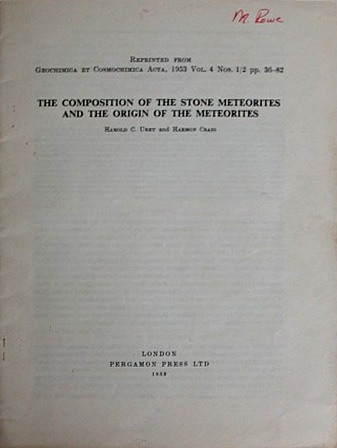 M. Rowe
REPRINTED FROM
GEOCHIMICA ET COSMOCHIMICA ACTA, 1953 VOL. 4 Nos. 1/2 pp. 36–82
THE COMPOSITION OF THE STONE METEORITES
AND THE ORIGIN OF THE METEORITES
HAROLD C. UREY and HARMON CRAIG
LONDON
PERGAMON PRESS LTD
1953